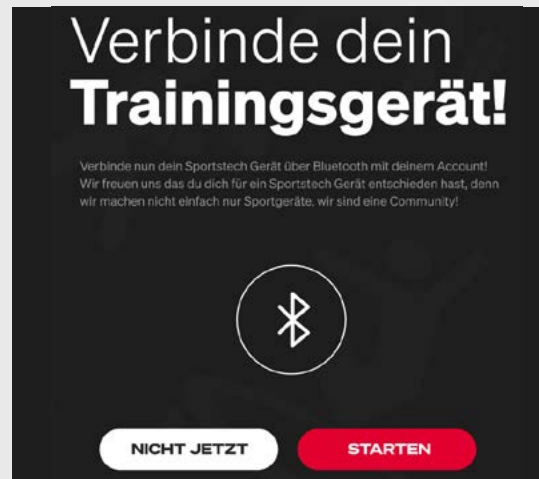 Verbinde dein
Trainingsgerät!
Verbinde nun dein Sportstech Gerät über Bluetooth mit deinem Account!
Wir freuen uns das du dich für ein Sportstech Gerät entschieden hast, denn
wir machen nicht einfach nur Sportgeräte, wir sind eine Community!
NICHT JETZT
STARTEN